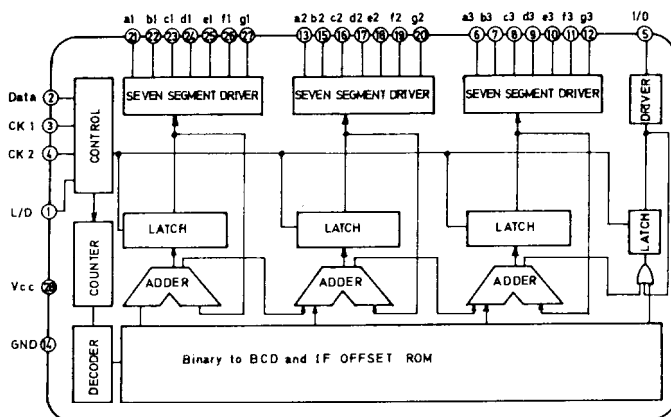 a1 b1 c1 d1 e1 f1 g1 a2 b2 c2 d2 e2 f2 g2 a3 b3 c3 d3 e3 f3 g3 I/D
21 22 23 24 25 26 27 13 15 16 17 18 19 20 6 7 8 9 10 11 12 5
SEVEN SEGMENT DRIVER
SEVEN SEGMENT DRIVER
SEVEN SEGMENT DRIVER
DRIVER
Data 2
CK 1 3
CK 2 4
CONTROL
L/D 1
LATCH
LATCH
LATCH
LATCH
COUNTER
Vcc 28
ADDER
ADDER
ADDER
GND 14
DECODER
Binary to BCD and IF OFFSET ROM